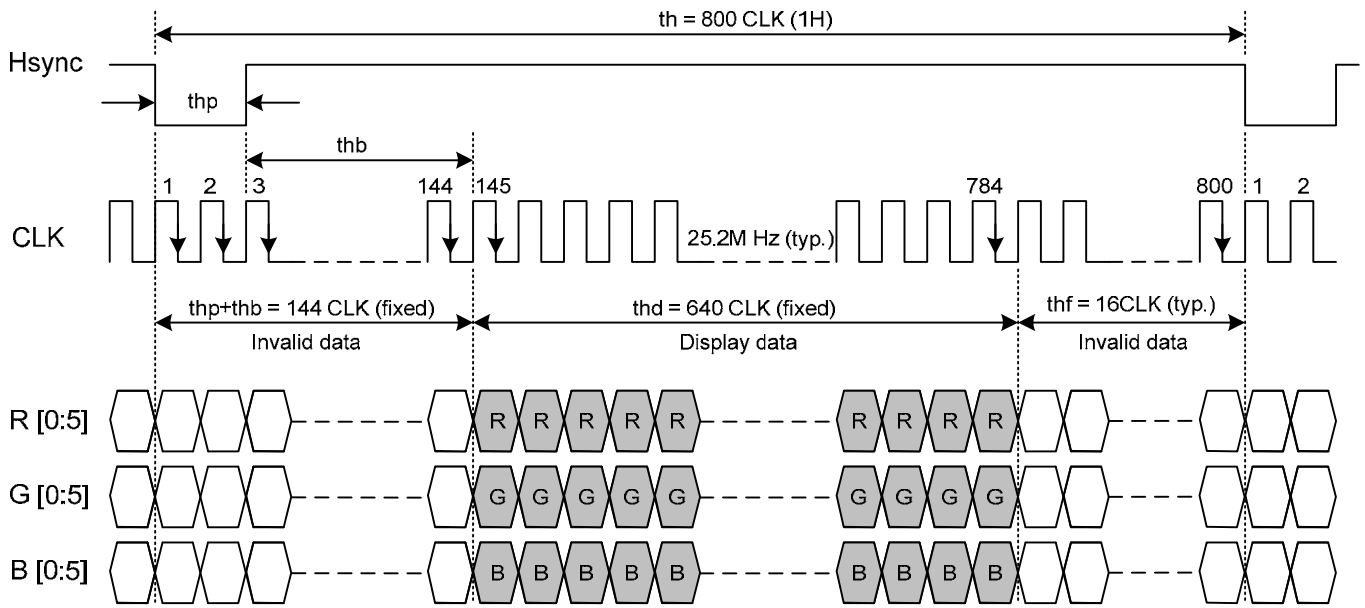 th = 800 CLK (1H)
Hsync
thp
thb
1 2 3 144 145 784 800 1 2
CLK
25.2M Hz (typ.)
thp+thb = 144 CLK (fixed) thd = 640 CLK (fixed) thf = 16CLK (typ.)
Invalid data Display data Invalid data
R [0:5] R R R R R R R R R
G [0:5] G G G G G G G G G
B [0:5] B B B B B B B B B